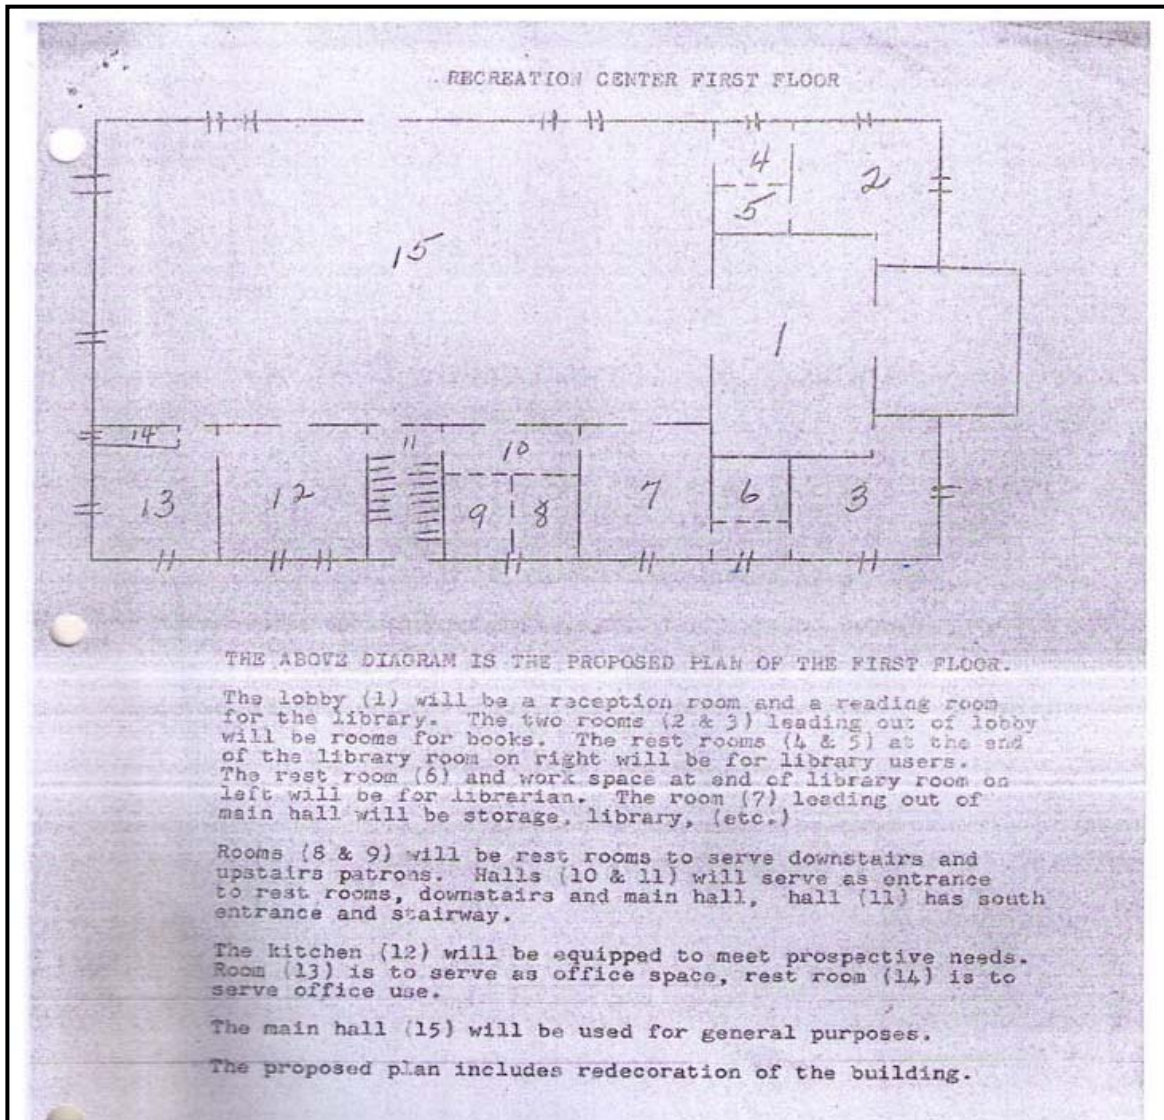 RECREATION CENTER FIRST FLOOR
4
2
5
15
1
14
11
10
13
12
9
8
7
6
3
THE ABOVE DIAGRAM IS THE PROPOSED PLAN OF THE FIRST FLOOR.
The lobby (1) will be a reception room and a reading room
for the library. The two rooms (2 & 3) leading out of lobby
will be rooms for books. The rest rooms (4 & 5) at the end
of the library room on right will be for library users.
The rest room (6) and work space at end of library room on
left will be for librarian. The room (7) leading out of
main hall will be storage, library, (etc.)
Rooms (8 & 9) will be rest rooms to serve downstairs and
upstairs patrons. Halls (10 & 11) will serve as entrance
to rest rooms, downstairs and main hall, hall (11) has south
entrance and stairway.
The kitchen (12) will be equipped to meet prospective needs.
Room (13) is to serve as office space, rest room (14) is to
serve office use.
The main hall (15) will be used for general purposes.
The proposed plan includes redecoration of the building.